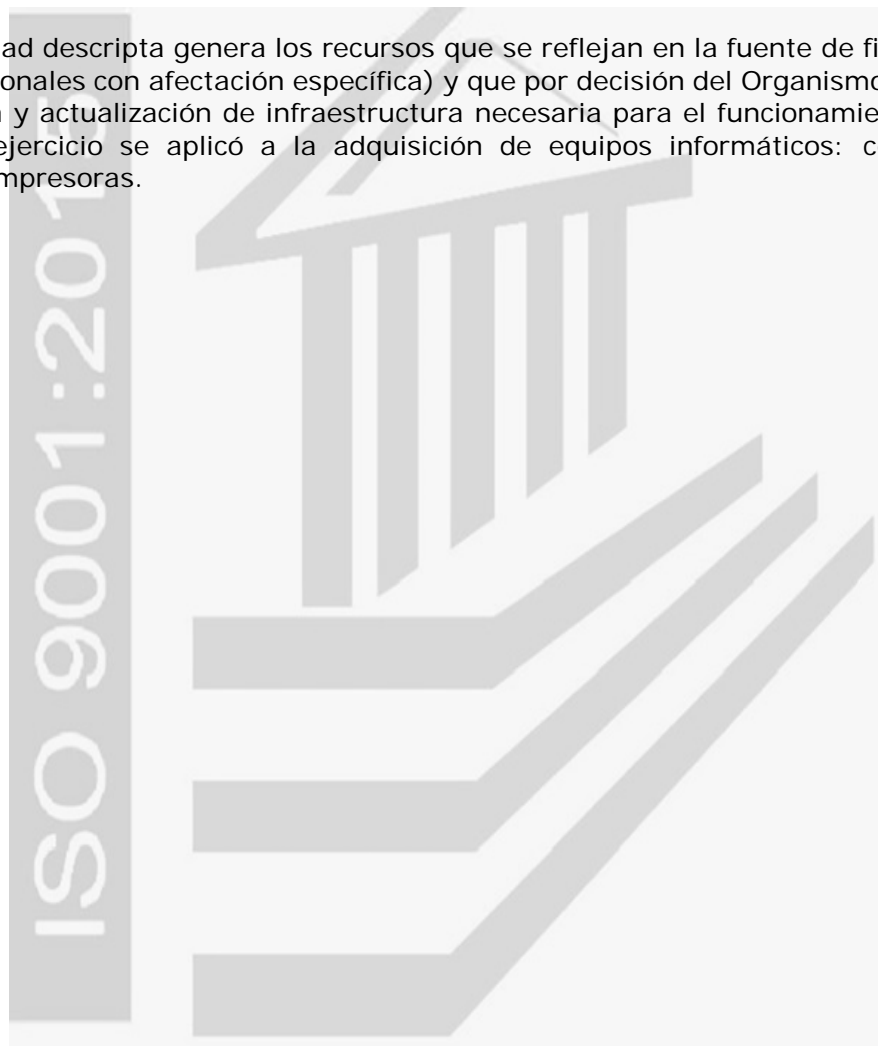 ad descripta genera los recursos que se reflejan en la fuente de fi
onales con afectación específica) y que por decisión del Organismo
y actualización de infraestructura necesaria para el funcionamie
ejercicio se aplicó a la adquisición de equipos informáticos: c
mpresoras.
ISO 9001:2015